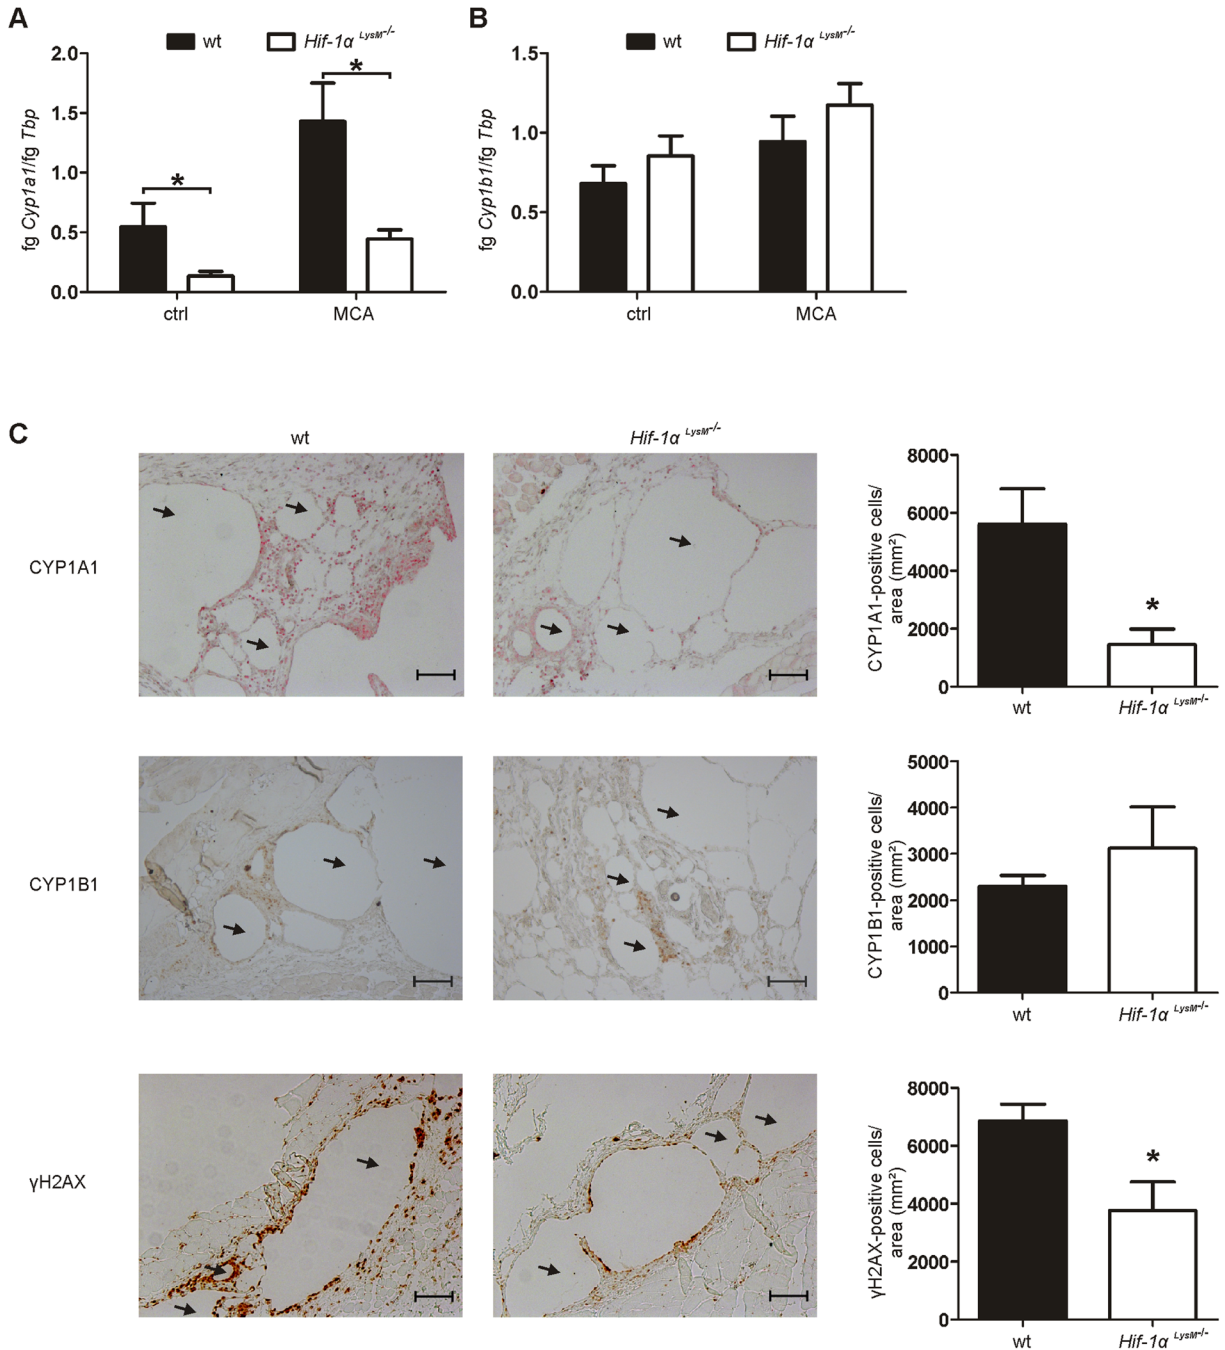 A
wt Hif-1α LysM-/-
fg Cyp1a1/fg Tbp
2.0
1.5
1.0
0.5
0.0
*
*
ctrl MCA
B
wt Hif-1α LysM-/-
fg Cyp1b1/fg Tbp
1.5
1.0
0.5
0.0
ctrl MCA
C
wt Hif-1α LysM-/-
CYP1A1
CYP1A1-positive cells/
area (mm²)
8000
6000
4000
2000
0
*
wt Hif-1α LysM-/-
CYP1B1
CYP1B1-positive cells/
area (mm²)
5000
4000
3000
2000
1000
0
wt Hif-1α LysM-/-
γH2AX
γH2AX-positive cells/
area (mm²)
8000
6000
4000
2000
0
*
wt Hif-1α LysM-/-